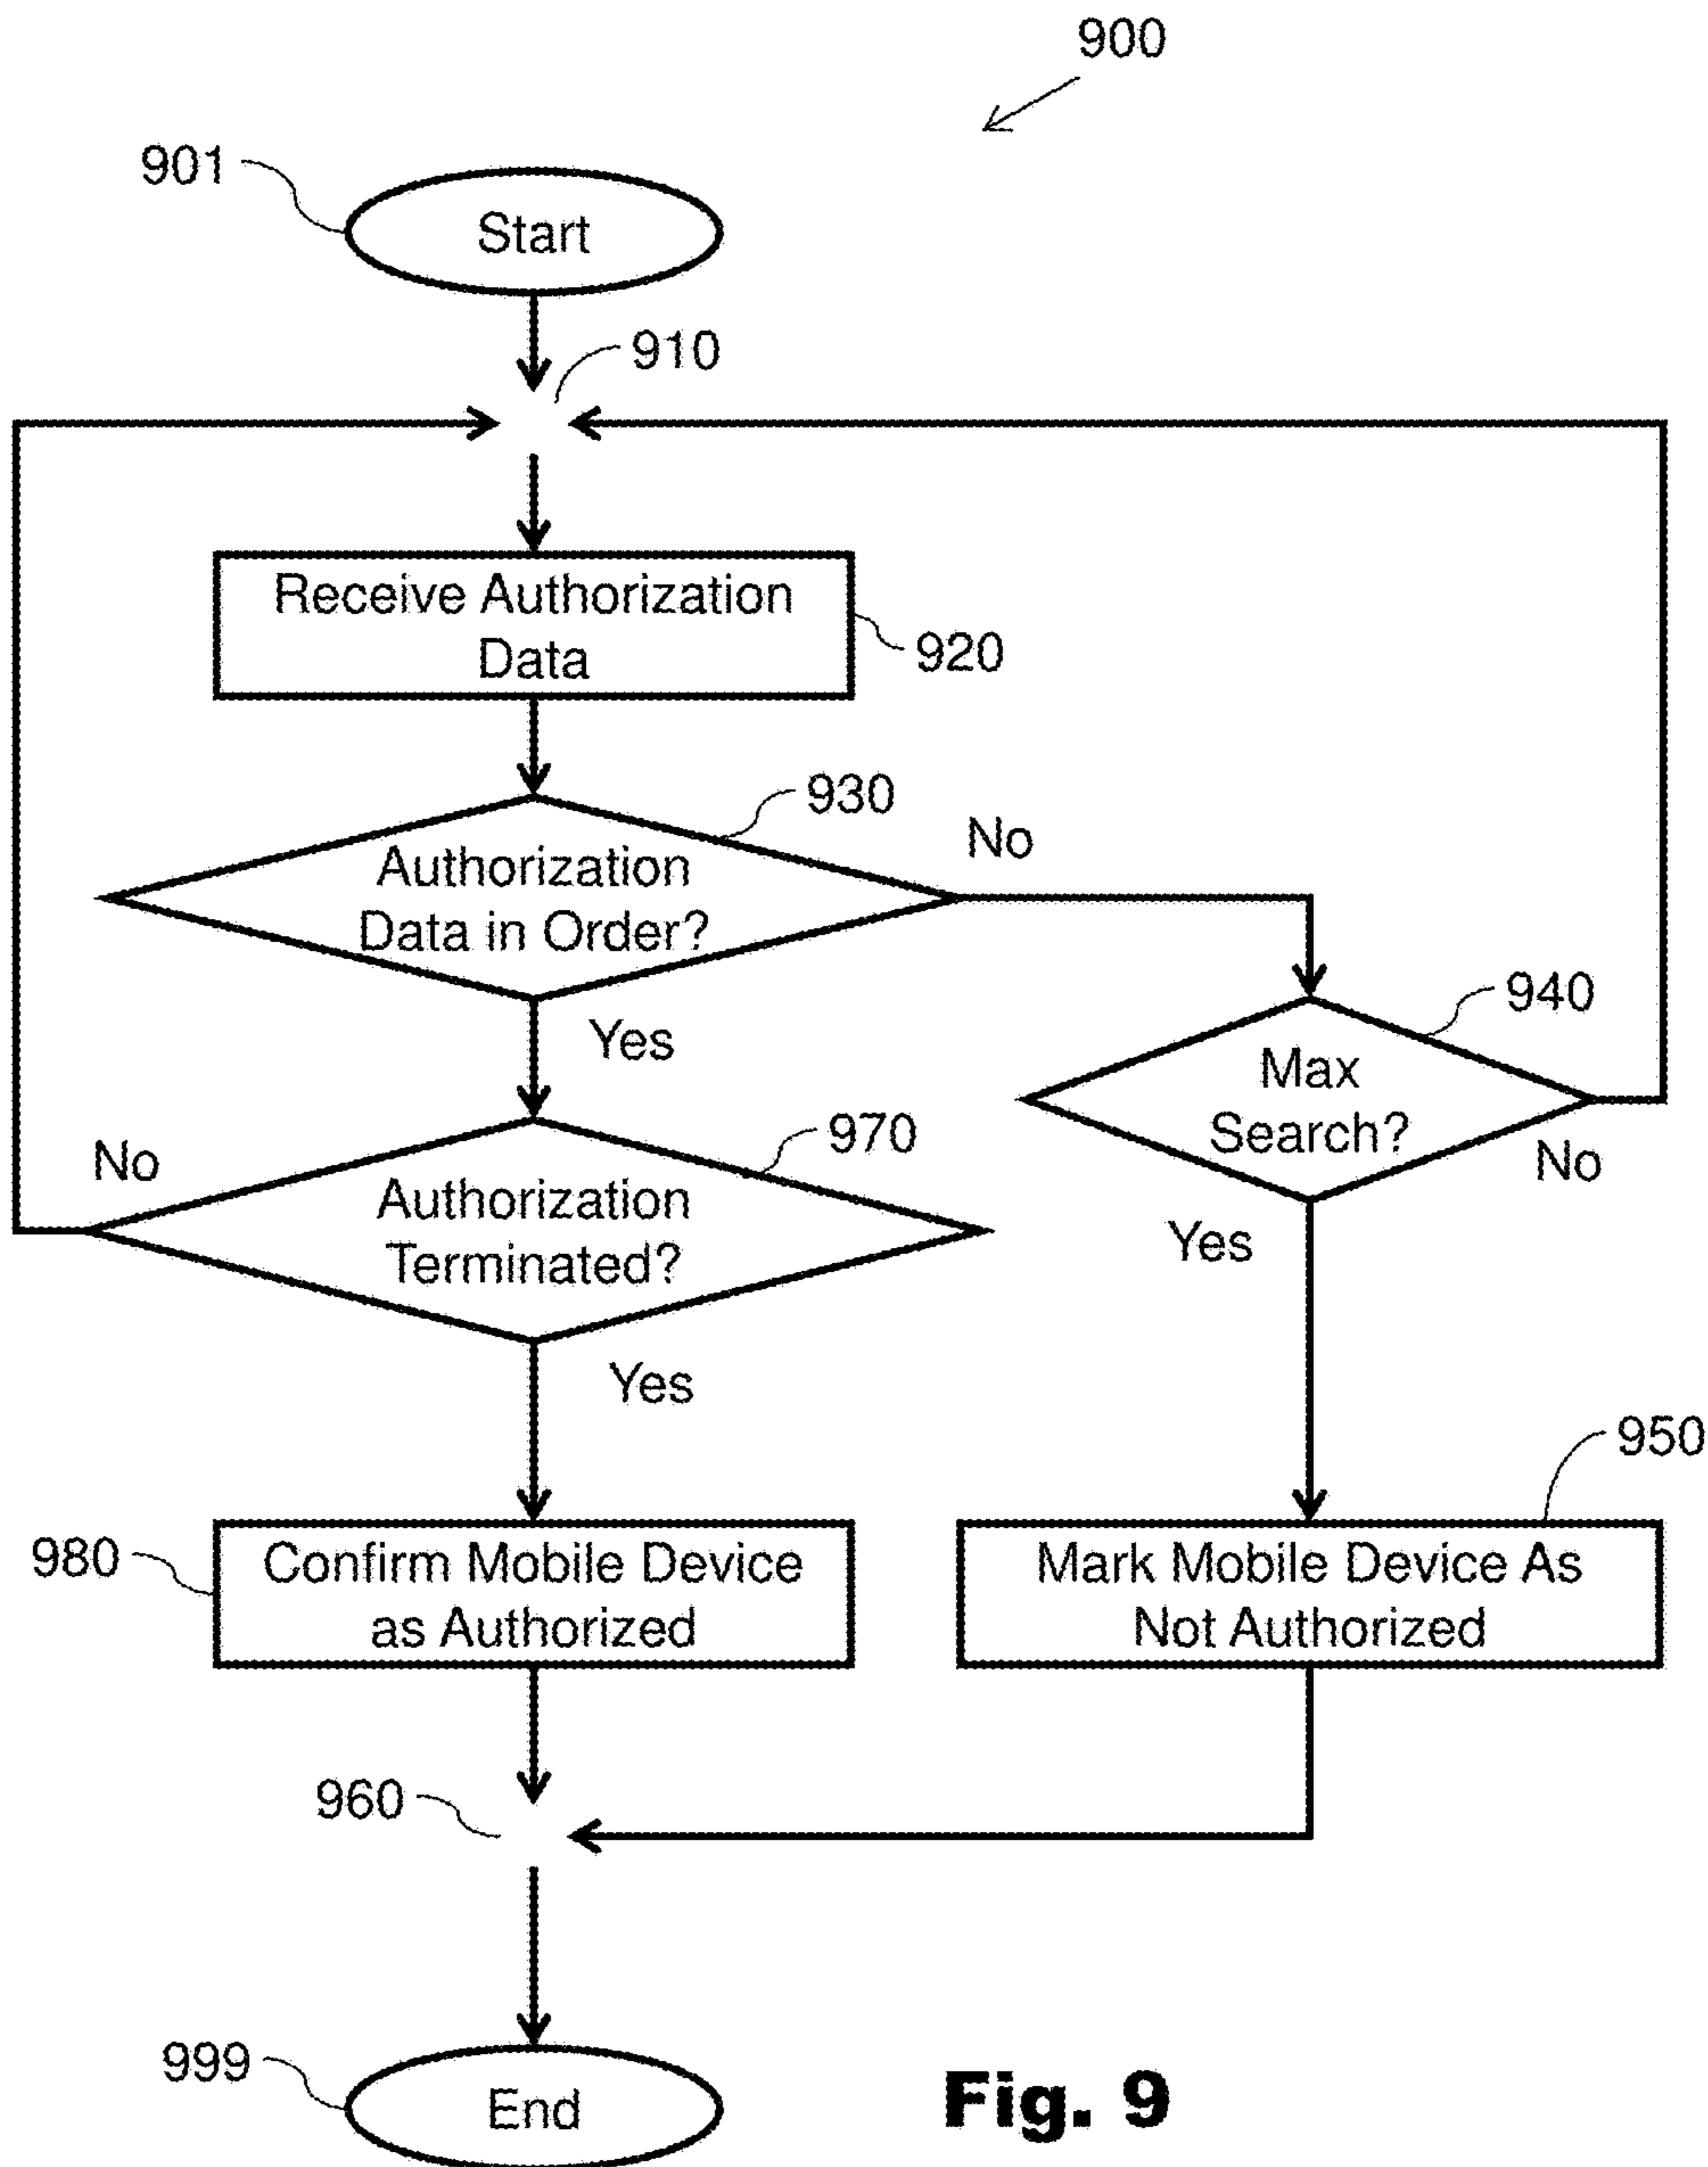 900
901
Start
910
Receive Authorization
Data
920
930
Authorization
Data in Order?
No
Yes
940
Max
Search?
No
Yes
970
No
Authorization
Terminated?
Yes
950
980
Confirm Mobile Device
as Authorized
Mark Mobile Device As
Not Authorized
960
999
End
Fig. 9